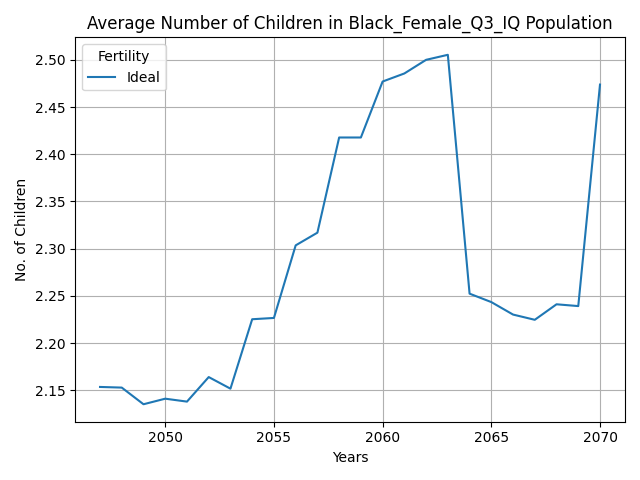 Average Number of Children in Black_Female_Q3_IQ Population
Fertility
Ideal
No. of Children
2.50
2.45
2.40
2.35
2.30
2.25
2.20
2.15
2050 2055 2060 2065 2070
Years